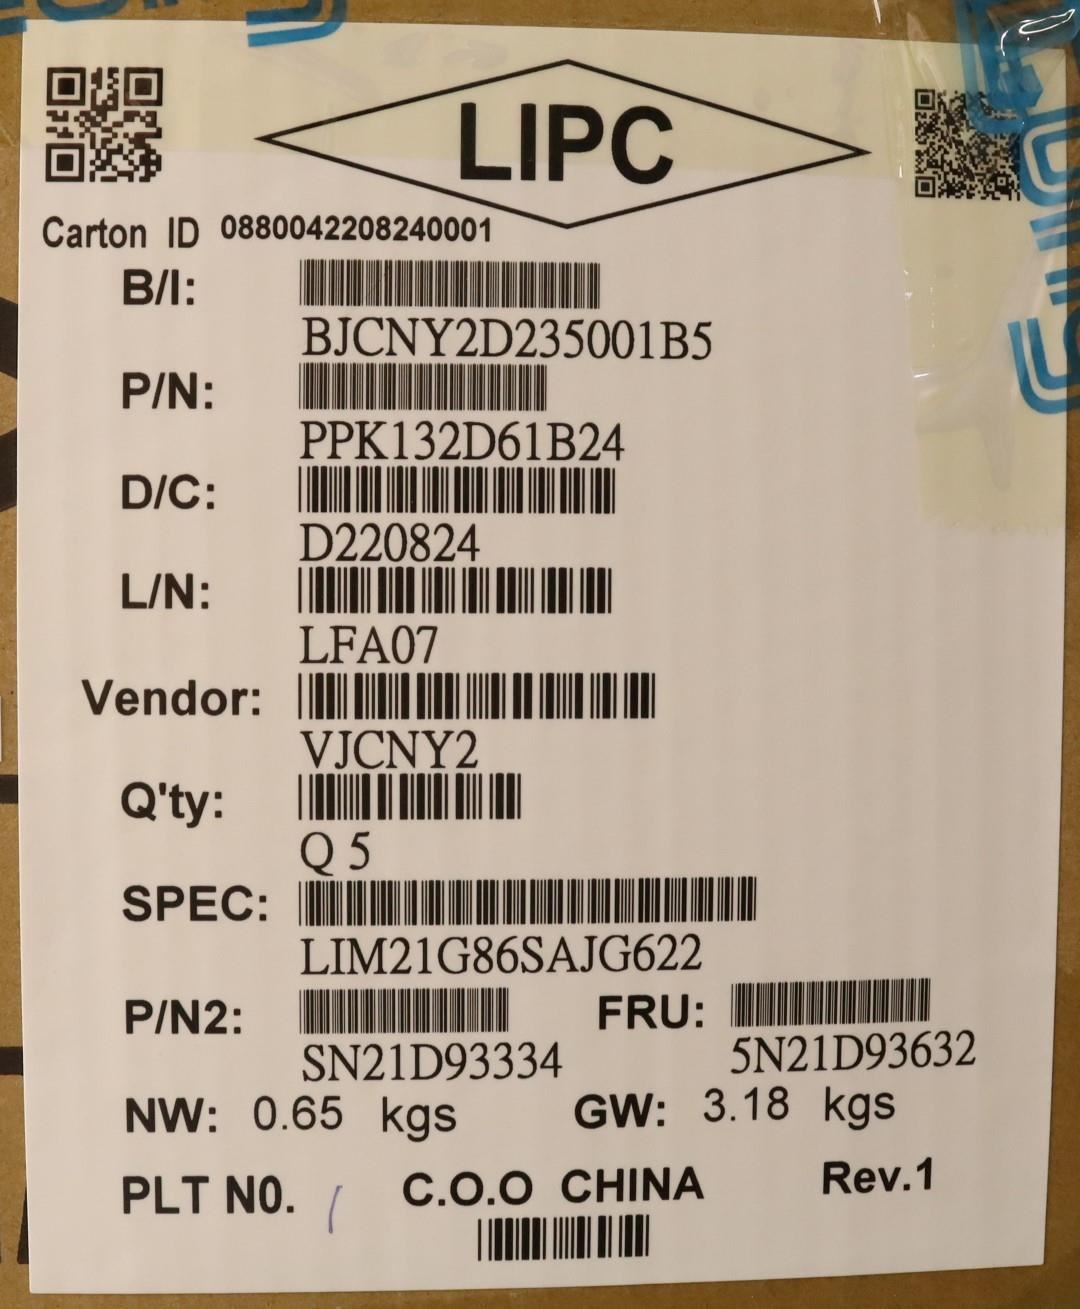 LIPC
Carton ID 0880042208240001
B/I:
BJCNY2D235001B5
P/N:
PPK132D61B24
D/C:
D220824
L/N:
LFA07
Vendor:
VJCNY2
Q'ty:
Q 5
SPEC:
LIM21G86SAJG622
P/N2: FRU:
SN21D93334 5N21D93632
NW: 0.65 kgs GW: 3.18 kgs
PLT NO. / C.O.O CHINA Rev.1